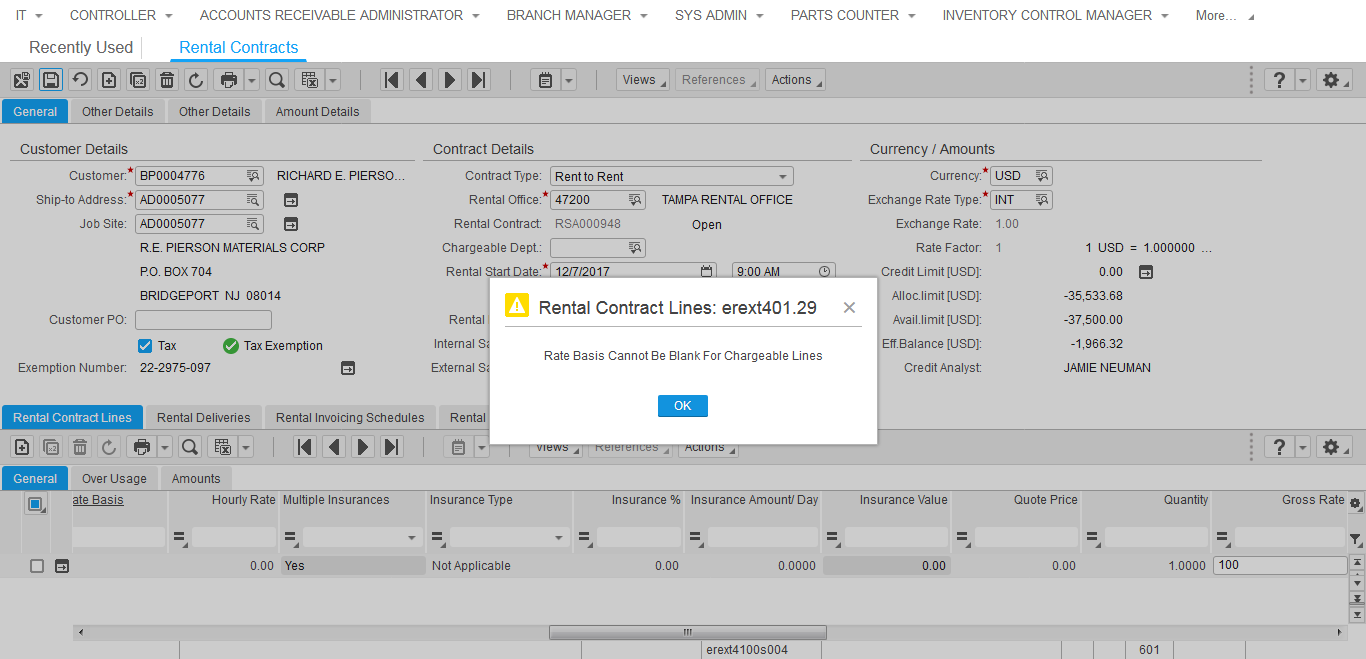 IT CONTROLLER ACCOUNTS RECEIVABLE ADMINISTRATOR BRANCH MANAGER SYS ADMIN PARTS COUNTER INVENTORY CONTROL MANAGER More...
Recently Used Rental Contracts
Views References Actions ?
General Other Details Other Details Amount Details
Customer Details Contract Details Currency / Amounts
Customer:* BP0004776 RICHARD E. PIERSO... Contract Type: Rent to Rent Currency:* USD
Ship-to Address:* AD0005077 Rental Office:* 47200 TAMPA RENTAL OFFICE Exchange Rate Type:* INT
Job Site: AD0005077 Rental Contract: RSA000948 Open Exchange Rate: 1.00
R.E. PIERSON MATERIALS CORP Chargeable Dept.: Rate Factor: 1 1 USD = 1.000000 ...
P.O. BOX 704 Rental Start Date:* 12/7/2017 9:00 AM Credit Limit [USD]: 0.00
BRIDGEPORT NJ 08014 Alloc.limit [USD]: -35,533.68
Customer PO: Rental Avail.limit [USD]: -37,500.00
Tax Tax Exemption Internal Sa Eff.Balance [USD]: -1,966.32
Exemption Number: 22-2975-097 External Sa Credit Analyst: JAMIE NEUMAN
Rental Contract Lines: erext401.29
Rate Basis Cannot Be Blank For Chargeable Lines
OK
Rental Contract Lines Rental Deliveries Rental Invoicing Schedules Rental
Views References Actions ?
General Over Usage Amounts
ate Basis Hourly Rate Multiple Insurances Insurance Type Insurance % Insurance Amount/ Day Insurance Value Quote Price Quantity Gross Rate
0.00 Yes Not Applicable 0.00 0.0000 0.00 0.00 1.0000 100
erext4100s004 601